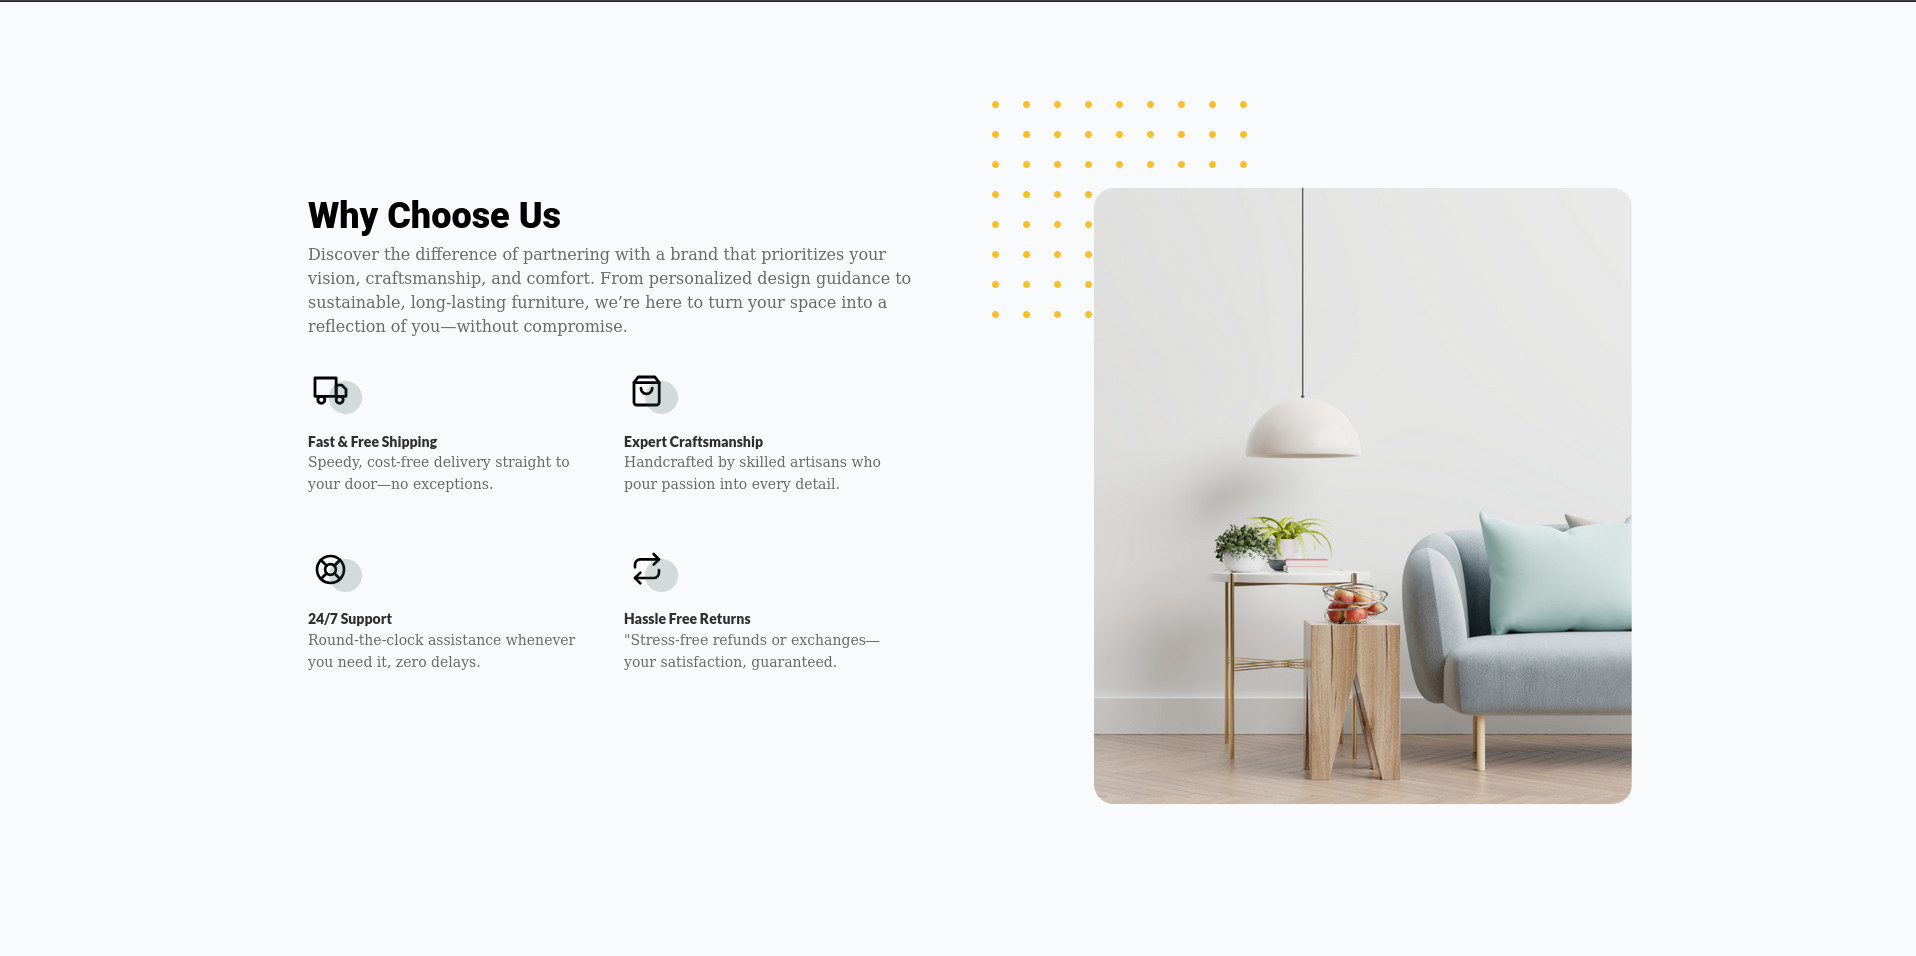 Why Choose Us
Discover the difference of partnering with a brand that prioritizes your
vision, craftsmanship, and comfort. From personalized design guidance to
sustainable, long-lasting furniture, we’re here to turn your space into a
reflection of you—without compromise.
Fast & Free Shipping
Speedy, cost-free delivery straight to
your door—no exceptions.
Expert Craftsmanship
Handcrafted by skilled artisans who
pour passion into every detail.
24/7 Support
Round-the-clock assistance whenever
you need it, zero delays.
Hassle Free Returns
"Stress-free refunds or exchanges—
your satisfaction, guaranteed.